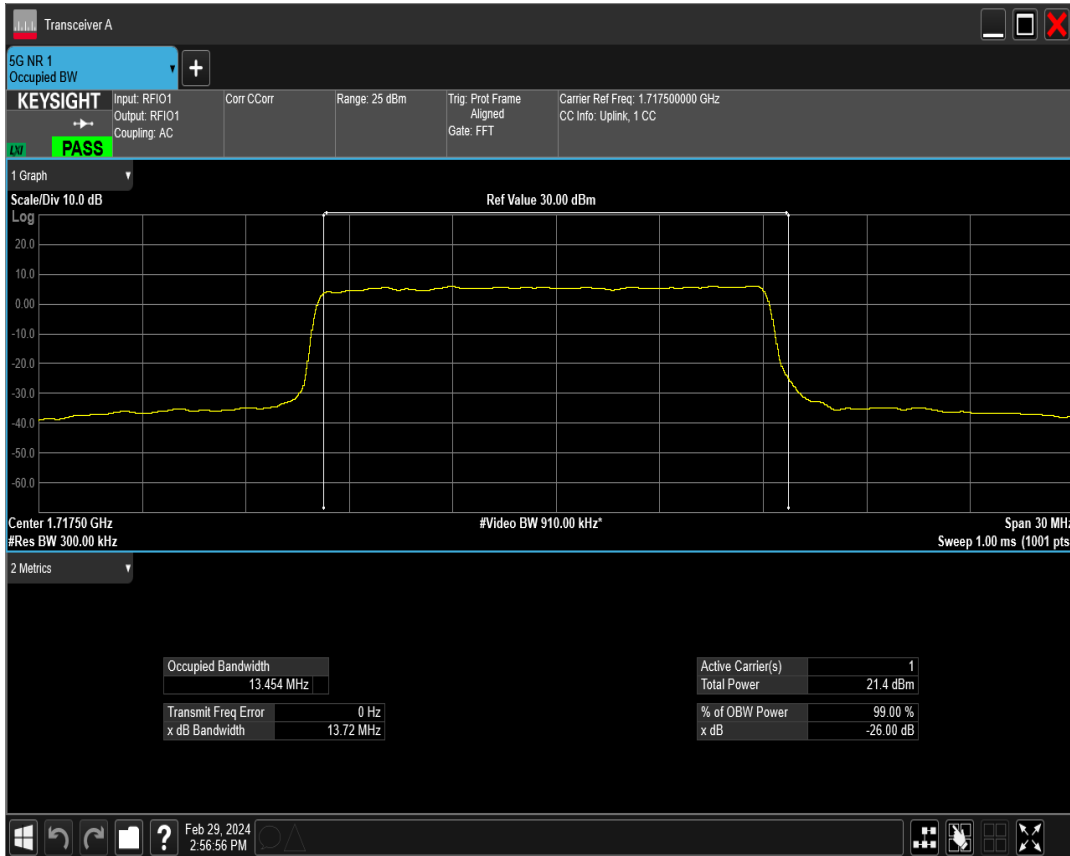 Transceiver A
5G NR 1
Occupied BW
KEYSIGHT
LXI
PASS
Input: RFIO1
Output: RFIO1
Coupling: AC
Corr CCorr
Range: 25 dBm
Trig: Prot Frame
Aligned
Gate: FFT
Carrier Ref Freq: 1.717500000 GHz
CC Info: Uplink, 1 CC
1 Graph
Scale/Div 10.0 dB
Ref Value 30.00 dBm
Log
20.0
10.0
0.00
-10.0
-20.0
-30.0
-40.0
-50.0
-60.0
Center 1.71750 GHz
#Video BW 910.00 kHz*
Span 30 MHz
#Res BW 300.00 kHz
Sweep 1.00 ms (1001 pts
2 Metrics
Occupied Bandwidth
13.454 MHz
Transmit Freq Error 0 Hz
x dB Bandwidth 13.72 MHz
Active Carrier(s) 1
Total Power 21.4 dBm
% of OBW Power 99.00 %
x dB -26.00 dB
?
Feb 29, 2024
2:56:56 PM